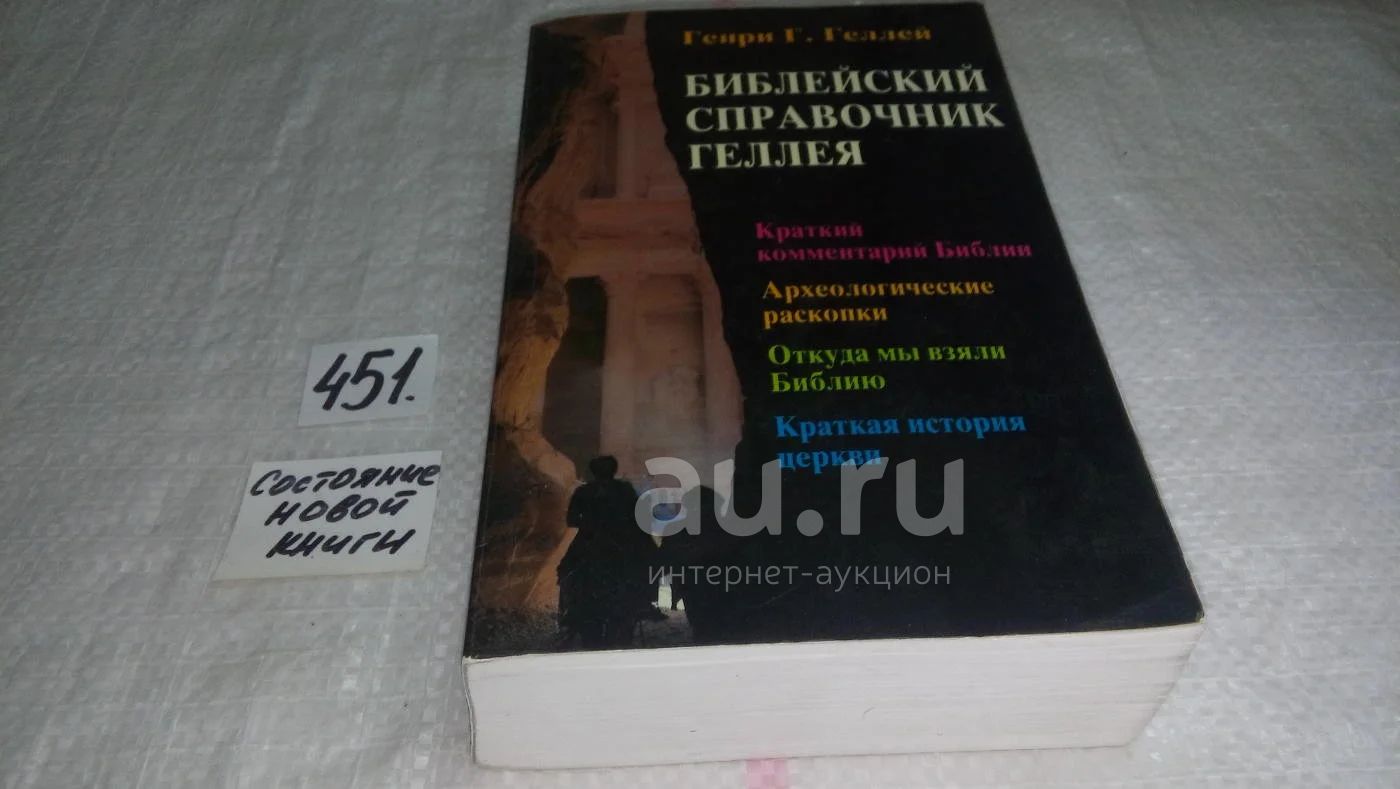 Генри Г. Геллей
БИБЛЕЙСКИЙ
СПРАВОЧНИК
ГЕЛЛЕЯ
Краткий
комментарий Библии
Археологические
раскопки
Откуда мы взяли
Библию
Краткая история
церкви
451.
Состояние
новой
книги
au.ru
интернет-аукцион